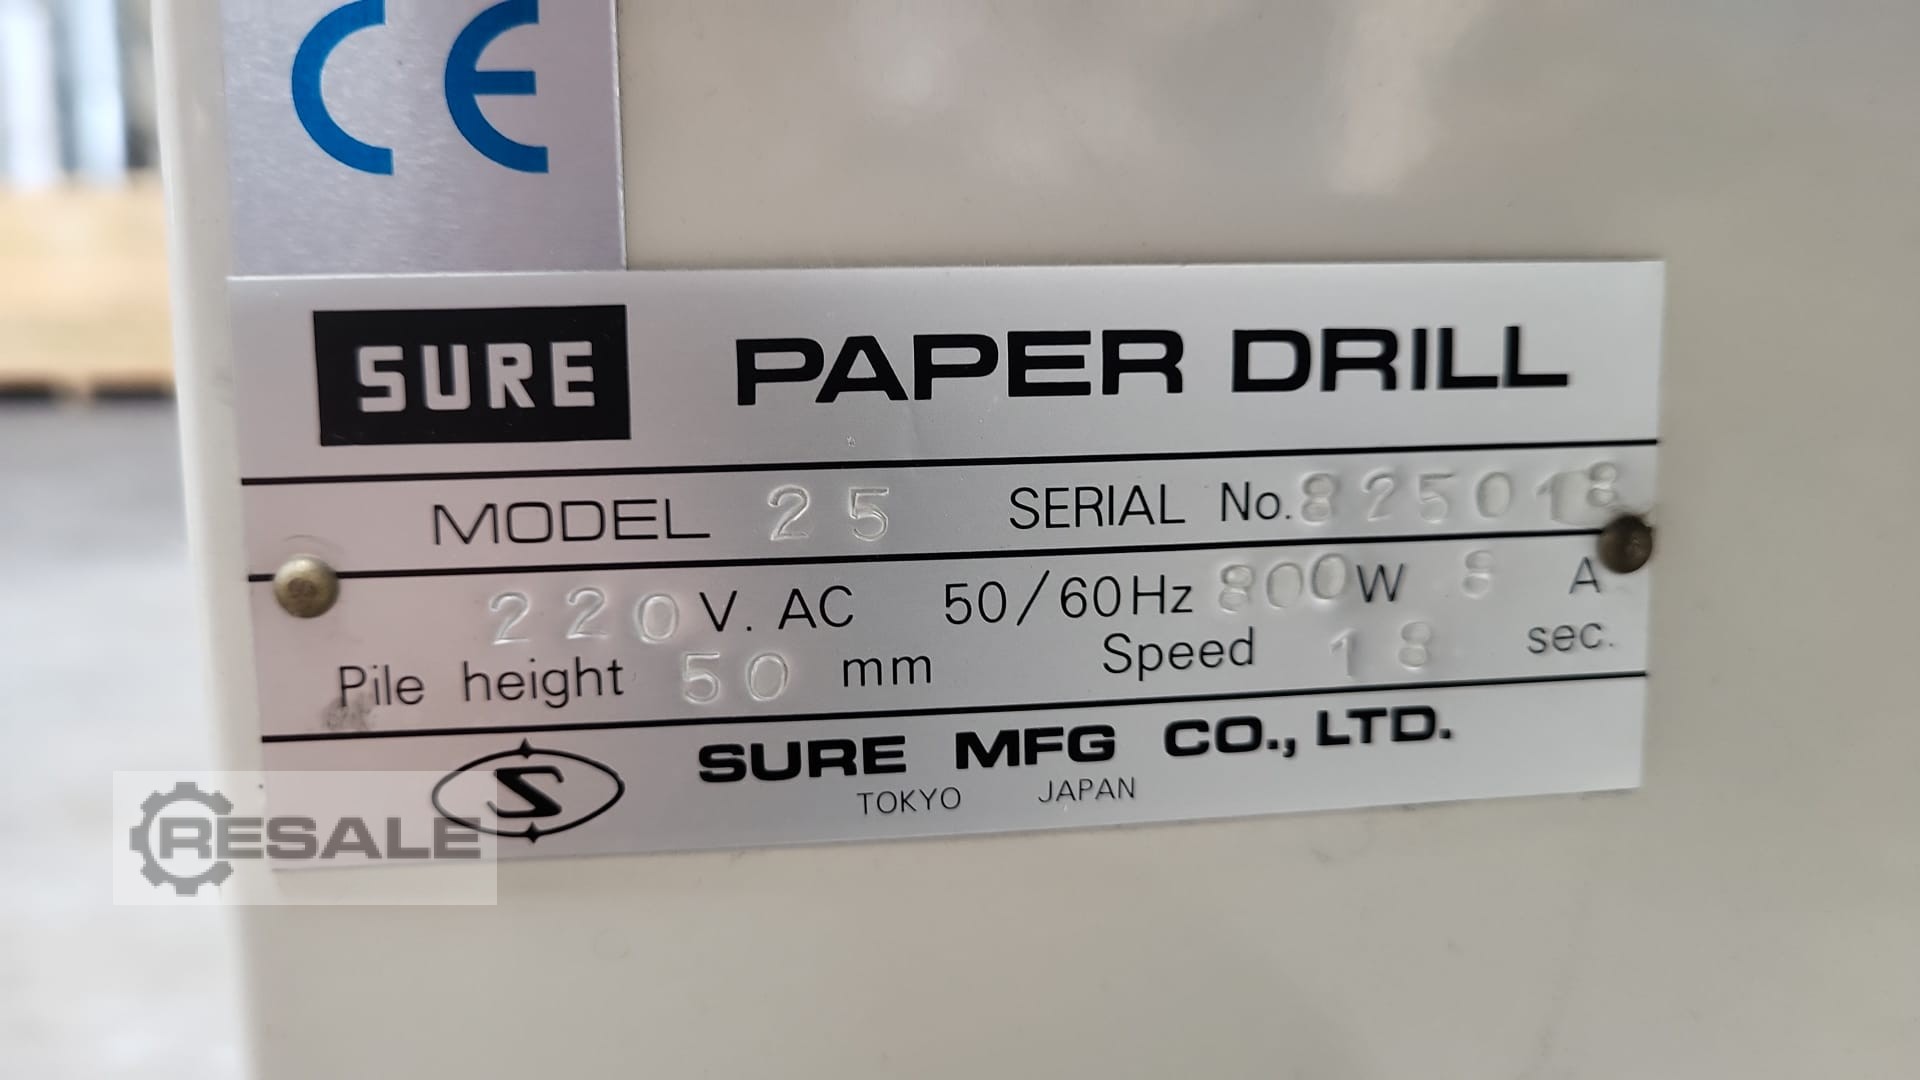 CE
SURE PAPER DRILL
MODEL 25 SERIAL No. 825018
220 V. AC 50/60Hz 800W 8 A
Pile height 50 mm Speed 18 sec.
S SURE MFG CO., LTD.
TOKYO JAPAN
RESALE